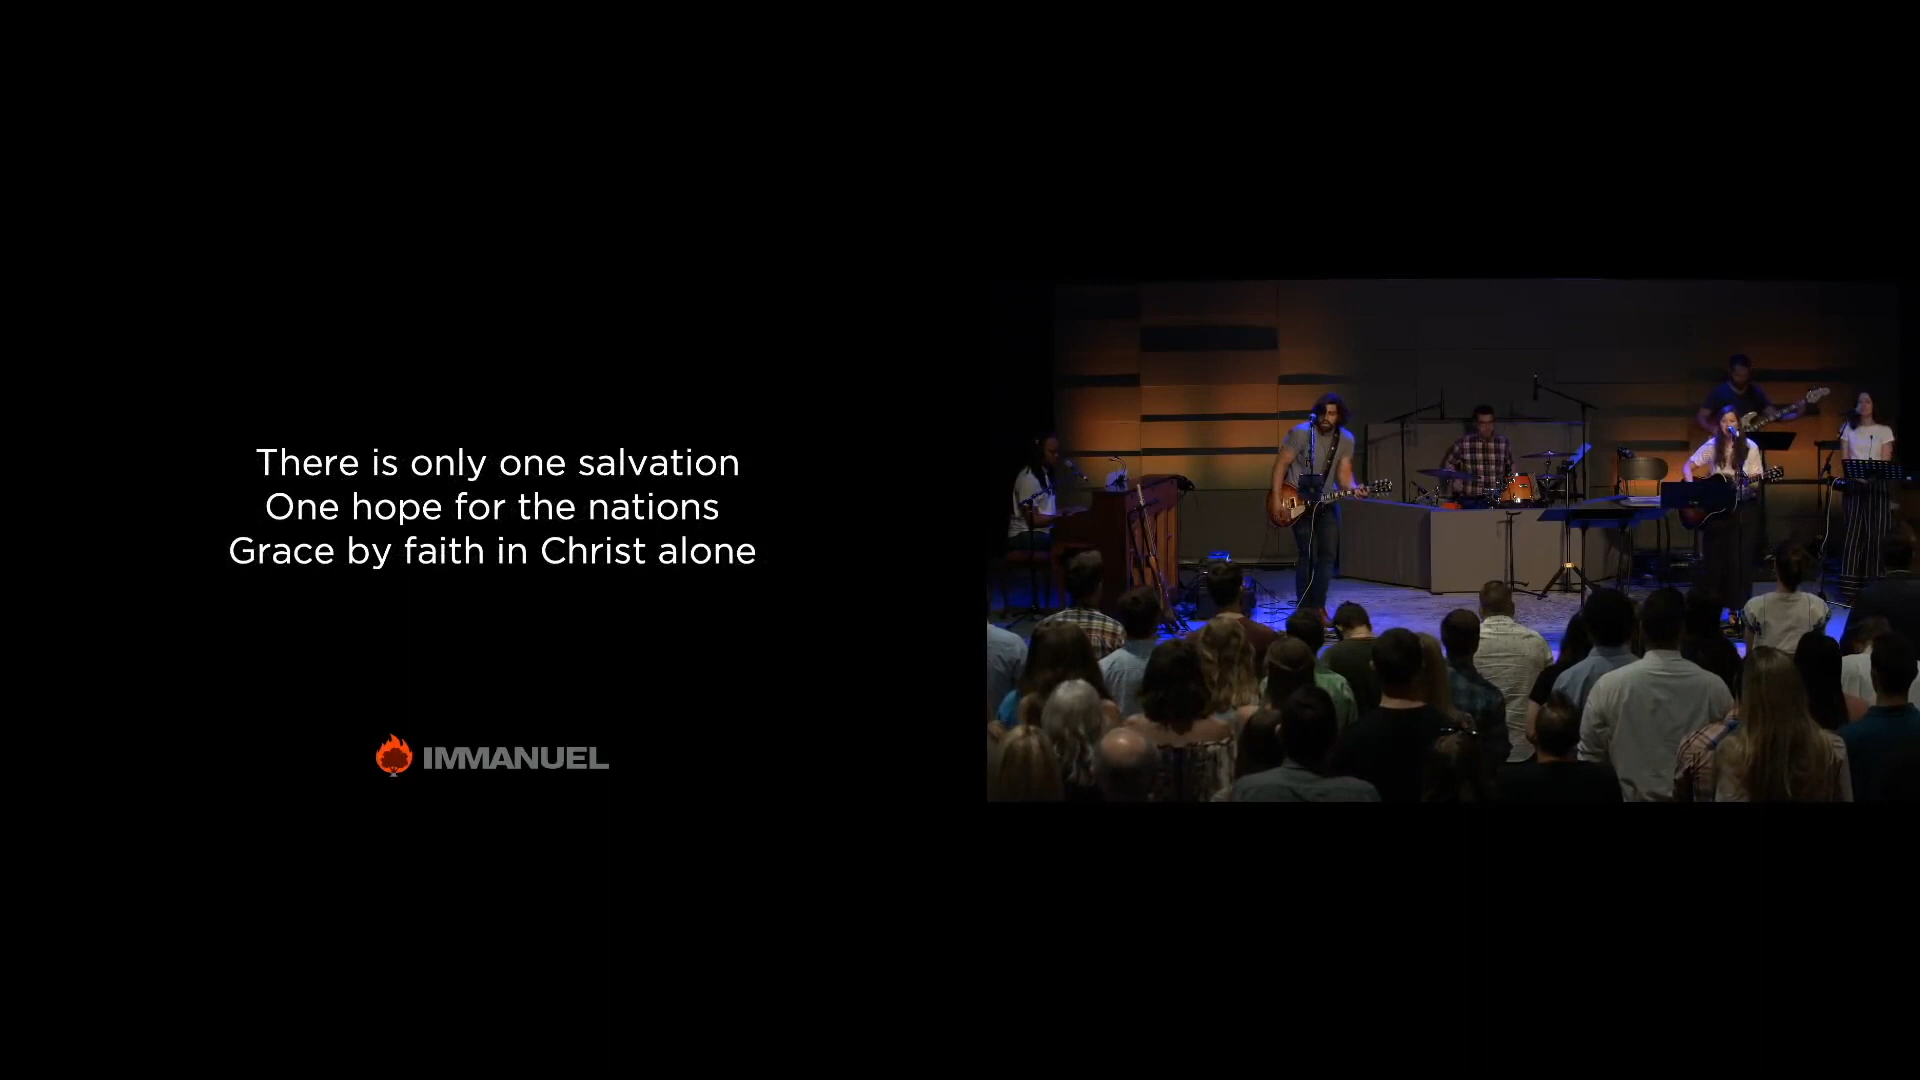 There is only one salvation
One hope for the nations
Grace by faith in Christ alone
IMMANUEL